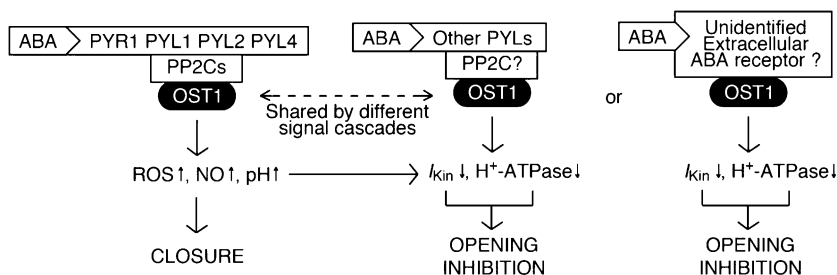 ABA PYR1 PYL1 PYL2 PYL4
PP2Cs
OST1
Shared by different
signal cascades
ABA Other PYLs
PP2C?
OST1
or
ABA Unidentified
Extracellular
ABA receptor ?
OST1
ROS↑, NO↑, pH↑
IKin ↓, H+-ATPase↓
IKin ↓, H+-ATPase↓
CLOSURE
OPENING
INHIBITION
OPENING
INHIBITION